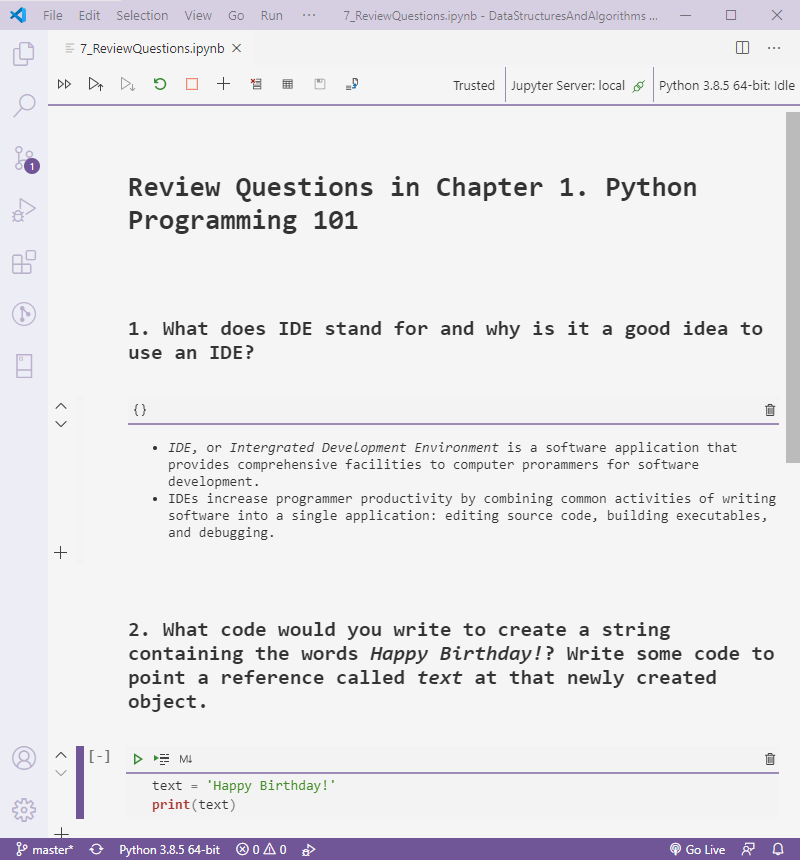 File Edit Selection View Go Run ··· 7_ReviewQuestions.ipynb - DataStructuresAndAlgorithms ...
7_ReviewQuestions.ipynb
Trusted Jupyter Server: local Python 3.8.5 64-bit: Idle
Review Questions in Chapter 1. Python
Programming 101
1. What does IDE stand for and why is it a good idea to
use an IDE?
{}
• IDE, or Intergrated Development Environment is a software application that
provides comprehensive facilities to computer prorammers for software
development.
• IDEs increase programmer productivity by combining common activities of writing
software into a single application: editing source code, building executables,
and debugging.
1
2. What code would you write to create a string
containing the words Happy Birthday!? Write some code to
point a reference called text at that newly created
object.
[-]
M↓
text = 'Happy Birthday!'
print(text)
master* Python 3.8.5 64-bit 0 0 Go Live